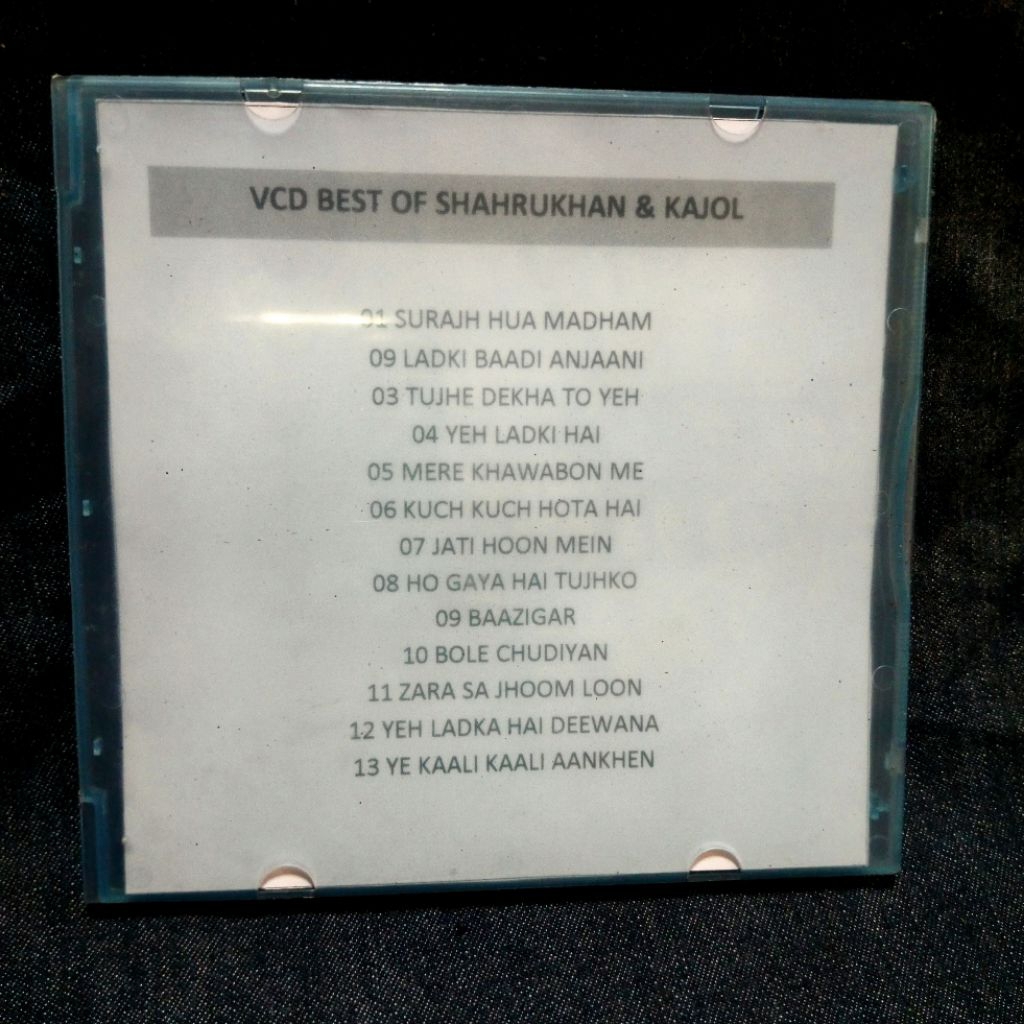 VCD BEST OF SHAHRUKHAN & KAJOL
01 SURAJH HUA MADHAM
09 LADKI BAADI ANJAANI
03 TUJHE DEKHA TO YEH
04 YEH LADKI HAI
05 MERE KHAWABON ME
06 KUCH KUCH HOTA HAI
07 JATI HOON MEIN
08 HO GAYA HAI TUJHKO
09 BAAZIGAR
10 BOLE CHUDIYAN
11 ZARA SA JHOOM LOON
12 YEH LADKA HAI DEEWANA
13 YE KAALI KAALI AANKHEN